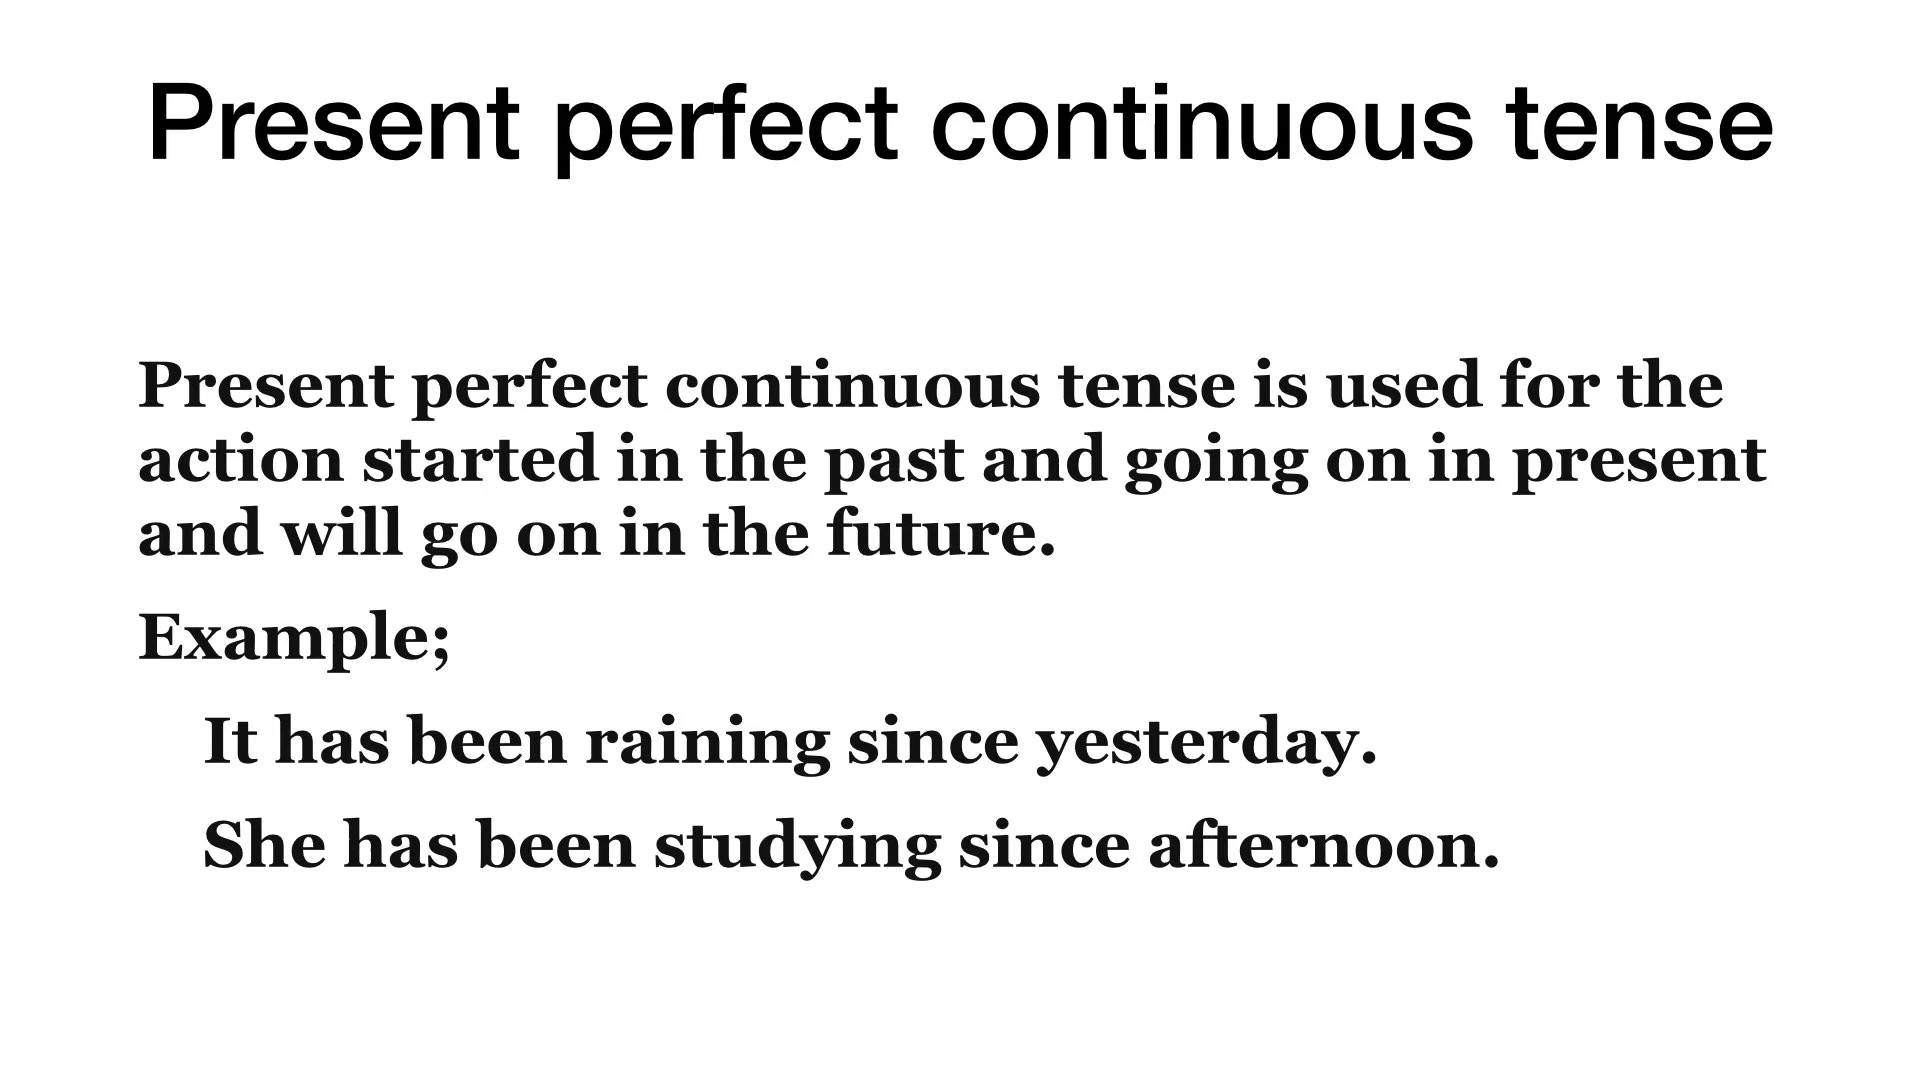 Present perfect continuous tense
Present perfect continuous tense is used for the
action started in the past and going on in present
and will go on in the future.
Example;
It has been raining since yesterday.
She has been studying since afternoon.